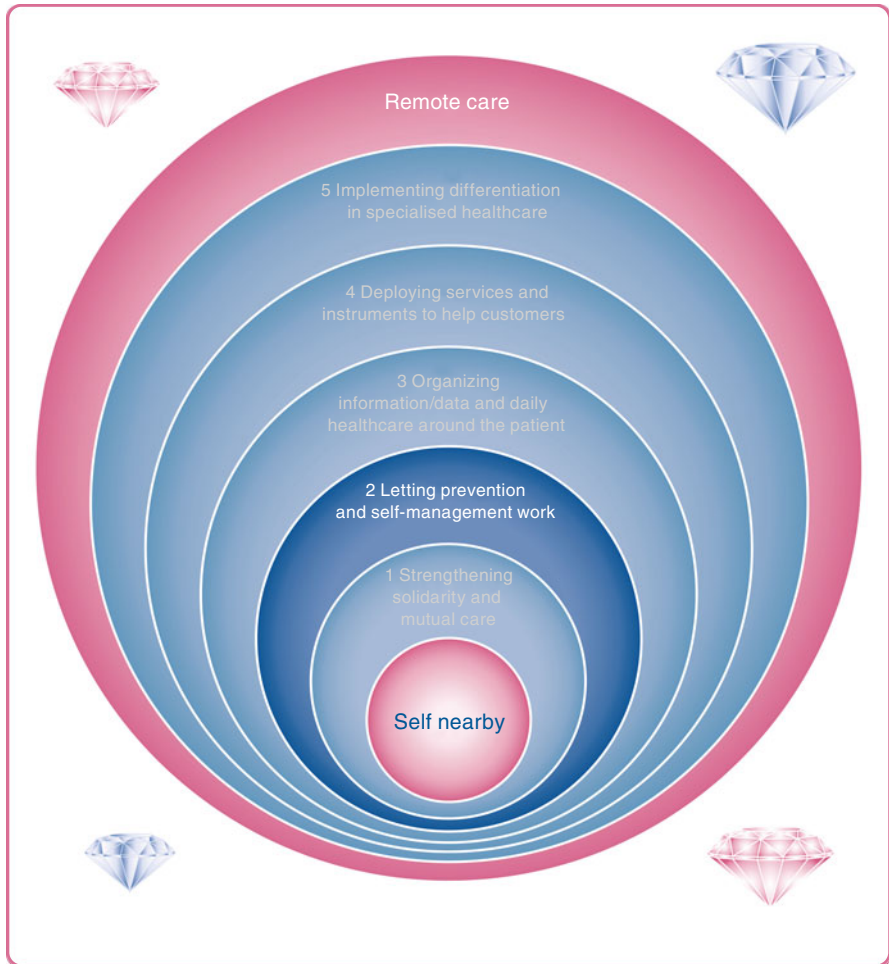 Remote care
5 Implementing differentiation
in specialised healthcare
4 Deploying services and
instruments to help customers
3 Organizing
information/data and daily
healthcare around the patient
2 Letting prevention
and self-management work
1 Strengthening
solidarity and
mutual care
Self nearby